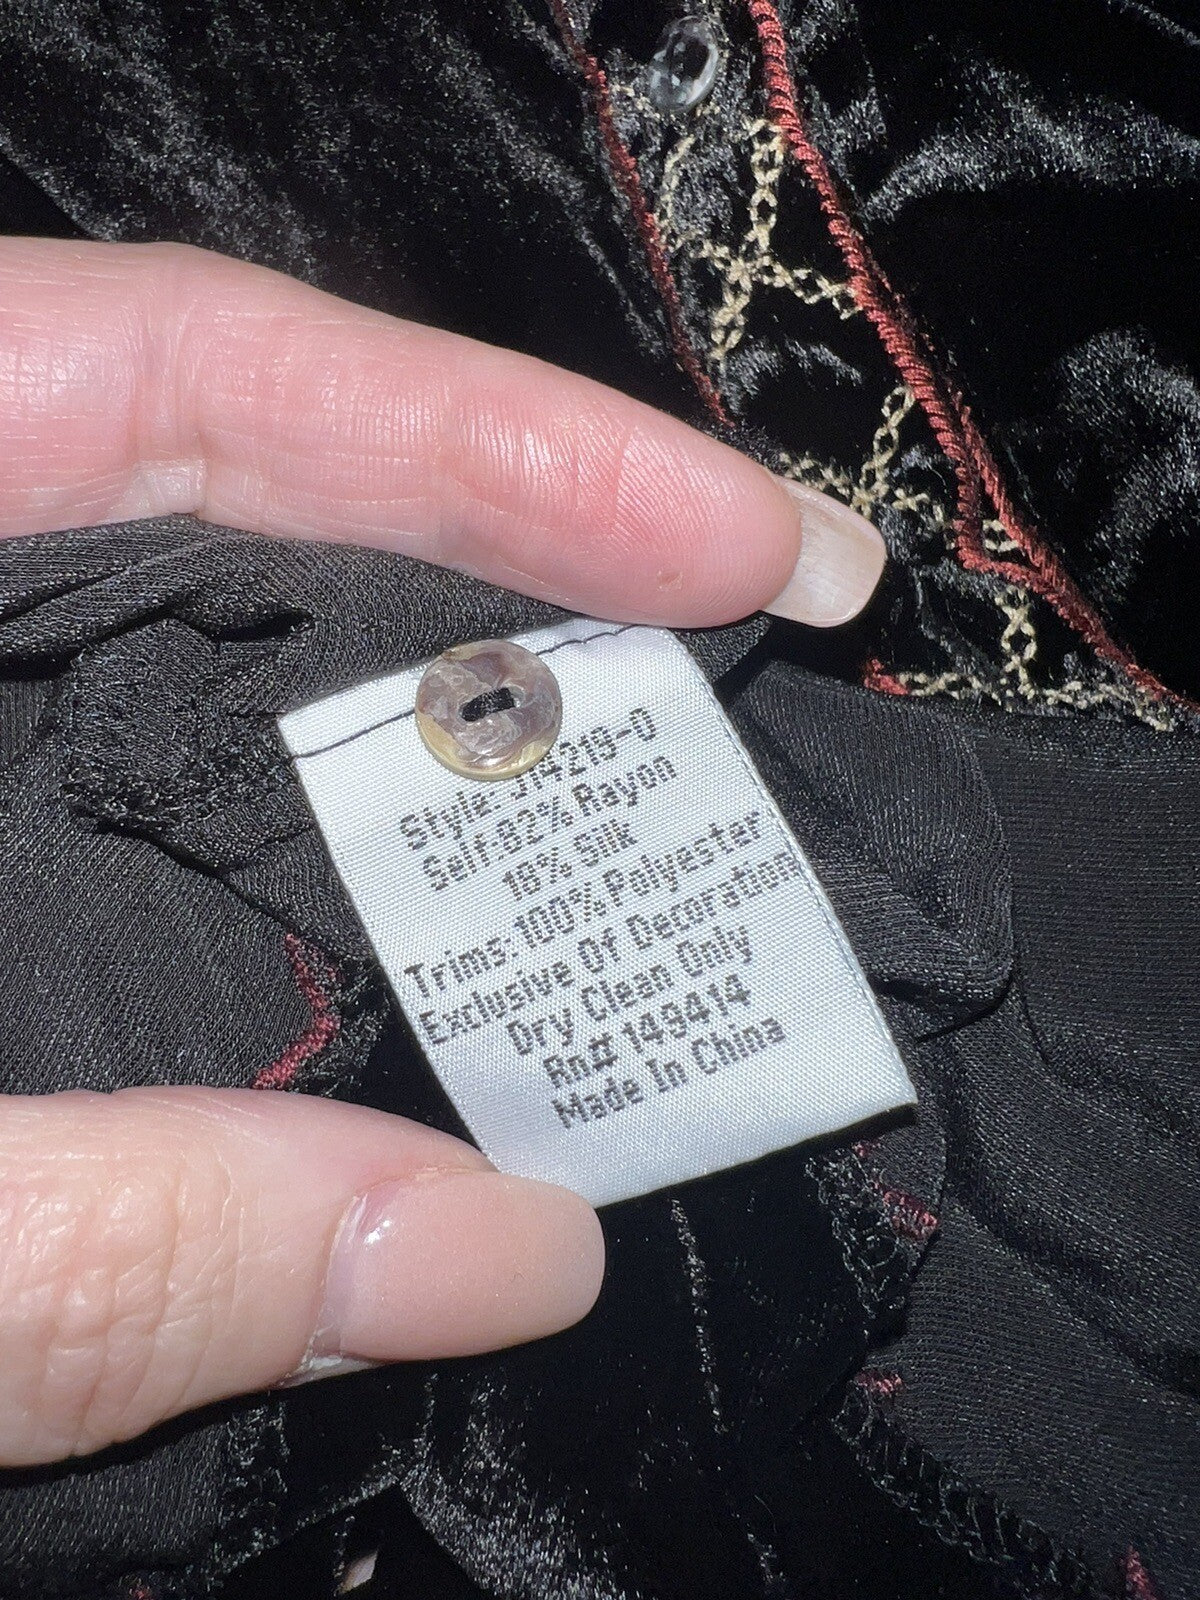 Style: J14219-0
Self:82% Rayon
18% Silk
Trims:100% Polyester
Exclusive Of Decoration
Dry Clean Only
Rn# 149414
Made In China